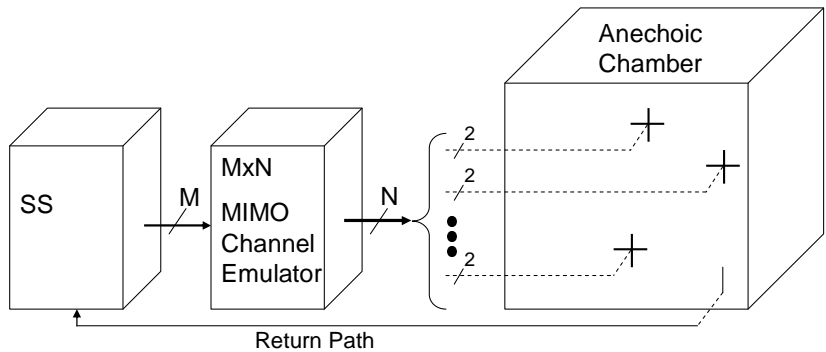 Anechoic
Chamber
SS
M
MxN
MIMO
Channel
Emulator
N
2
2
2
Return Path